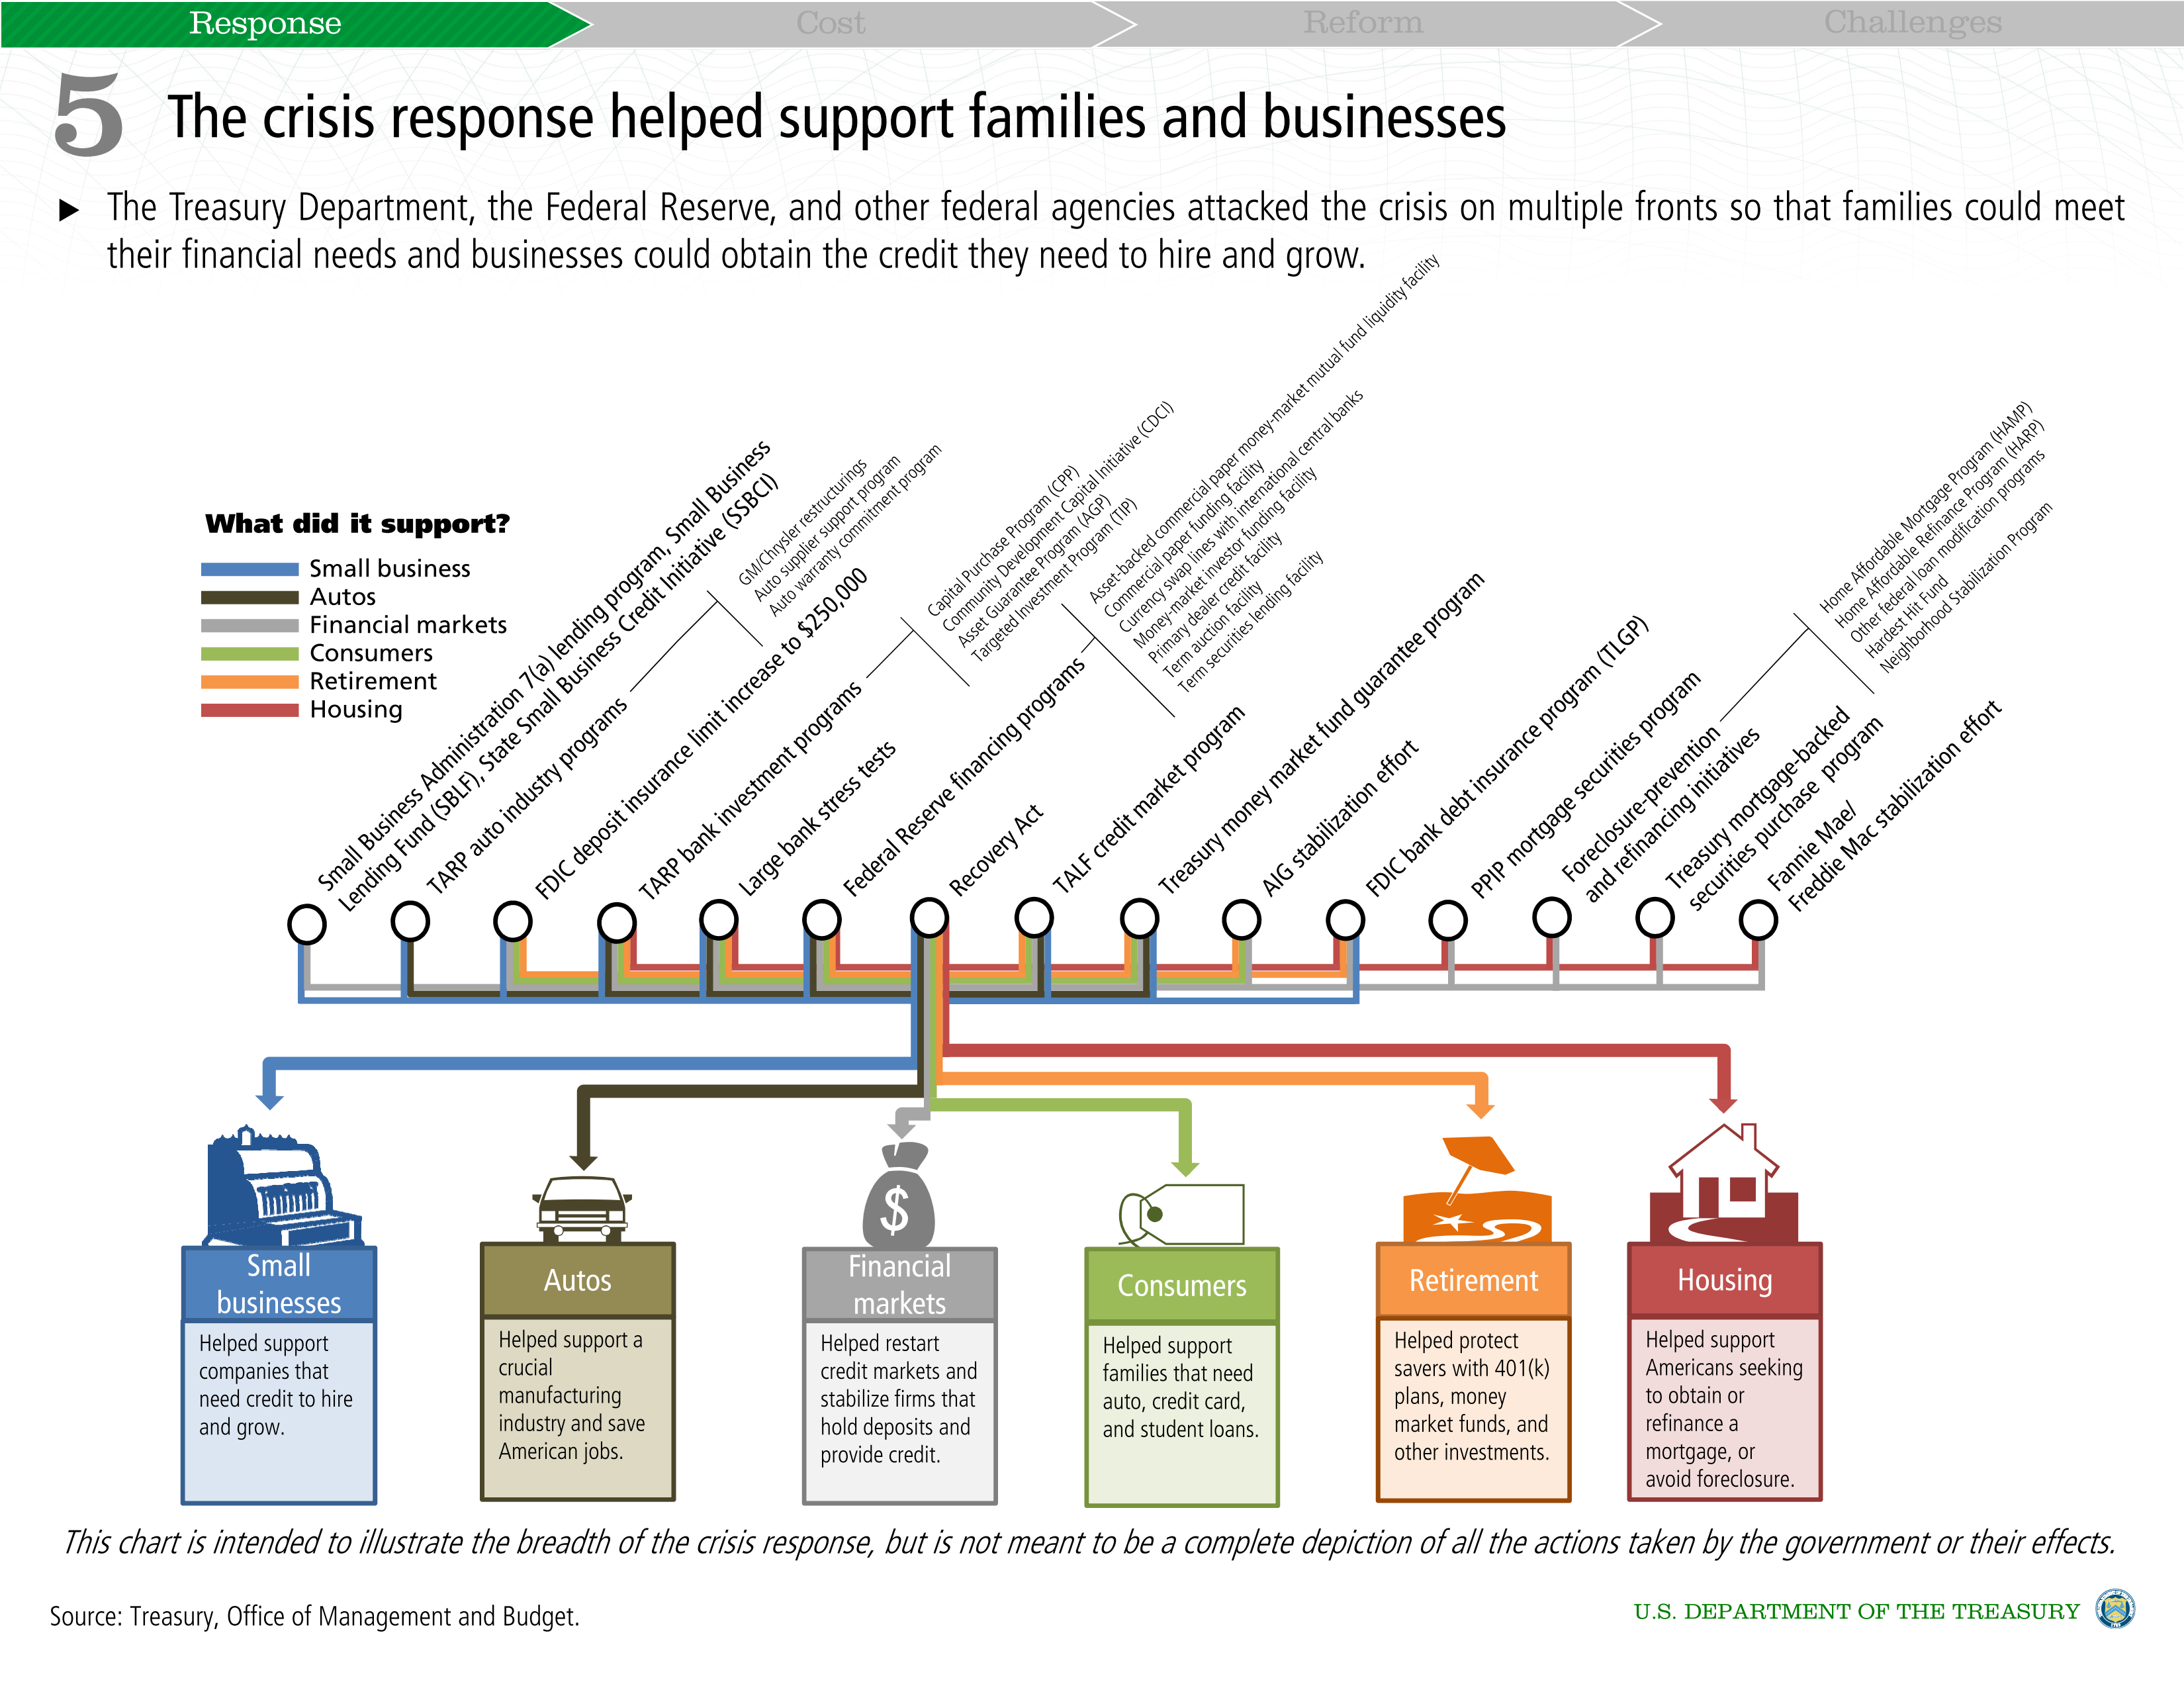 Response
Cost
Reform
Challenges
5
The crisis response helped support families and businesses
The Treasury Department, the Federal Reserve, and other federal agencies attacked the crisis on multiple fronts so that families could meet
their financial needs and businesses could obtain the credit they need to hire and grow.
What did it support?
Small business
Autos
Financial markets
Consumers
Retirement
Housing
Small Business Administration 7(a) lending program, Small Business
Lending Fund (SBLF), State Small Business Credit Initiative (SSBCI)
TARP auto industry programs
GM/Chrysler restructurings
Auto supplier support program
Auto warranty commitment program
FDIC deposit insurance limit increase to $250,000
TARP bank investment programs
Capital Purchase Program (CPP)
Community Development Capital Initiative (CDCI)
Asset Guarantee Program (AGP)
Targeted Investment Program (TIP)
Large bank stress tests
Federal Reserve financing programs
Asset-backed commercial paper money-market mutual fund liquidity facility
Commercial paper funding facility
Currency swap lines with international central banks
Money-market investor funding facility
Primary dealer credit facility
Term auction facility
Term securities lending facility
Recovery Act
TALF credit market program
Treasury money market fund guarantee program
AIG stabilization effort
FDIC bank debt insurance program (TLGP)
PPIP mortgage securities program
Foreclosure-prevention
and refinancing initiatives
Home Affordable Mortgage Program (HAMP)
Home Affordable Refinance Program (HARP)
Other federal loan modification programs
Hardest Hit Fund
Neighborhood Stabilization Program
Treasury mortgage-backed
securities purchase program
Fannie Mae/
Freddie Mac stabilization effort
$
Small
businesses
Helped support
companies that
need credit to hire
and grow.
Autos
Helped support a
crucial
manufacturing
industry and save
American jobs.
Financial
markets
Helped restart
credit markets and
stabilize firms that
hold deposits and
provide credit.
Consumers
Helped support
families that need
auto, credit card,
and student loans.
Retirement
Helped protect
savers with 401(k)
plans, money
market funds, and
other investments.
Housing
Helped support
Americans seeking
to obtain or
refinance a
mortgage, or
avoid foreclosure.
This chart is intended to illustrate the breadth of the crisis response, but is not meant to be a complete depiction of all the actions taken by the government or their effects.
Source: Treasury, Office of Management and Budget.
U.S. DEPARTMENT OF THE TREASURY